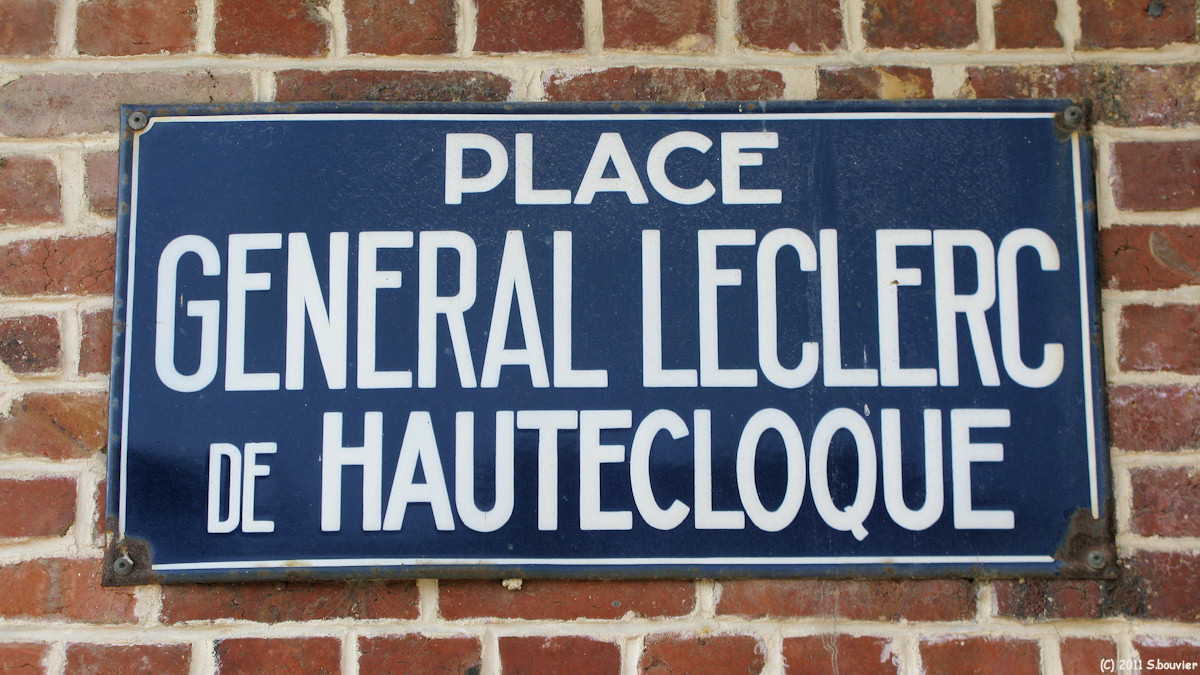 PLACE
GENERAL LECLERC
DE HAUTECLOQUE
(C) 2011 S.bouvier